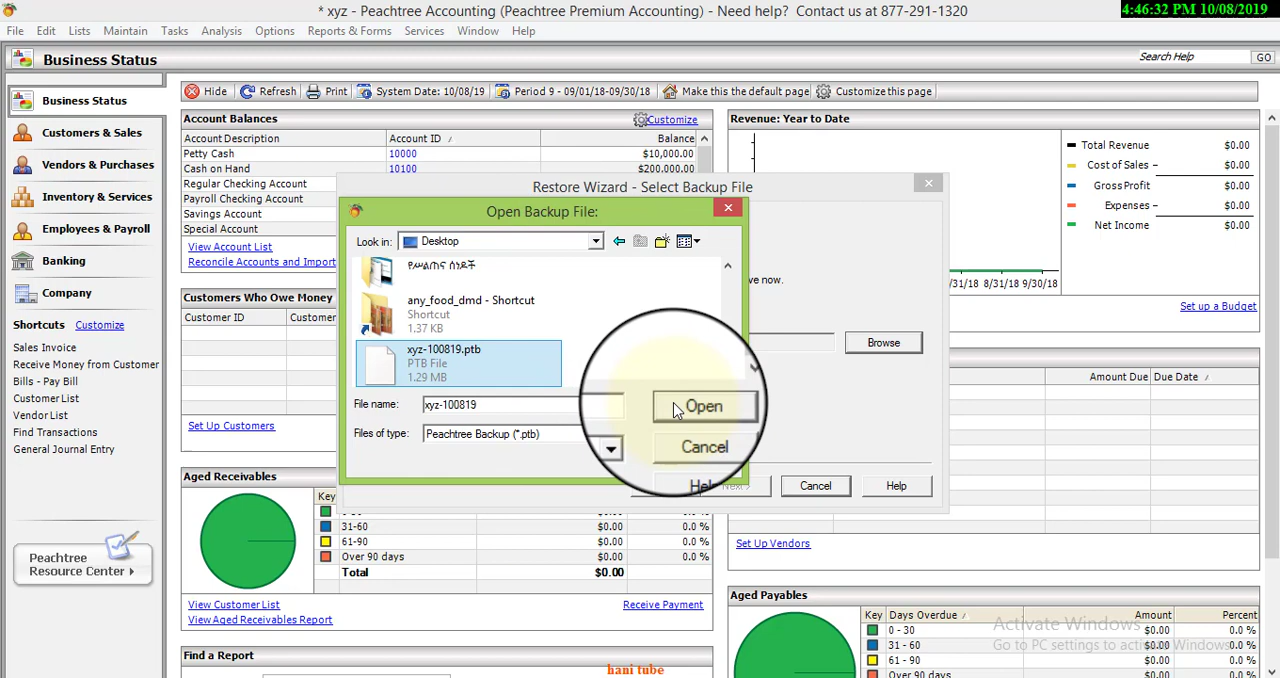 * xyz - Peachtree Accounting (Peachtree Premium Accounting) - Need help? Contact us at 877-291-1320
4:46:32 PM 10/08/2019
File Edit Lists Maintain Tasks Analysis Options Reports & Forms Services Window Help
Business Status
Search Help GO
Business Status
Customers & Sales
Vendors & Purchases
Inventory & Services
Employees & Payroll
Banking
Company
Shortcuts Customize
Sales Invoice
Receive Money from Customer
Bills - Pay Bill
Customer List
Vendor List
Find Transactions
General Journal Entry
Peachtree
Resource Center
Hide Refresh Print System Date: 10/08/19 Period 9 - 09/01/18-09/30/18 Make this the default page Customize this page
Account Balances Customize
Account Description Account ID / Balance
Petty Cash 10000 $10,000.00
Cash on Hand 10100 $200,000.00
Regular Checking Account
Payroll Checking Account
Savings Account
Special Account
View Account List
Reconcile Accounts and Import
Customers Who Owe Money
Customer ID Customer
Set Up Customers
Aged Receivables
Key
31-60 $0.00 0.0 %
61-90 $0.00 0.0 %
Over 90 days $0.00 0.0 %
Total $0.00
View Customer List Receive Payment
View Aged Receivables Report
Find a Report
Revenue: Year to Date
Total Revenue $0.00
Cost of Sales $0.00
Gross Profit $0.00
Expenses $0.00
Net Income $0.00
/31/18 8/31/18 9/30/18
Set up a Budget
Amount Due Due Date /
Set Up Vendors
Aged Payables
Key Days Overdue / Amount Percent
0 - 30 $0.00 0.0 %
31 - 60 $0.00 0.0 %
61 - 90 $0.00 0.0 %
Over 90 days $0.00 0.0 %
Activate Windows
Go to PC settings to activate Windows.
Restore Wizard - Select Backup File
ve now.
Browse
Next >
Cancel
Help
Open Backup File:
Look in: Desktop
የሥልጠና ሰነዶች
any_food_dmd - Shortcut
Shortcut
1.37 KB
xyz-100819.ptb
PTB File
1.29 MB
File name: xyz-100819
Open
Files of type: Peachtree Backup (*.ptb)
Cancel
hani tube